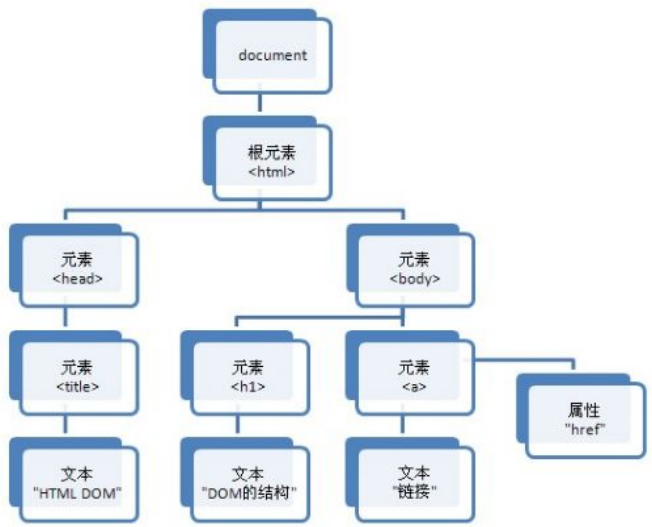 document
根元素
<html>
元素
<head>
元素
<body>
元素
<title>
元素
<h1>
元素
<a>
属性
"href"
文本
"HTML DOM"
文本
"DOM的结构"
文本
"链接"